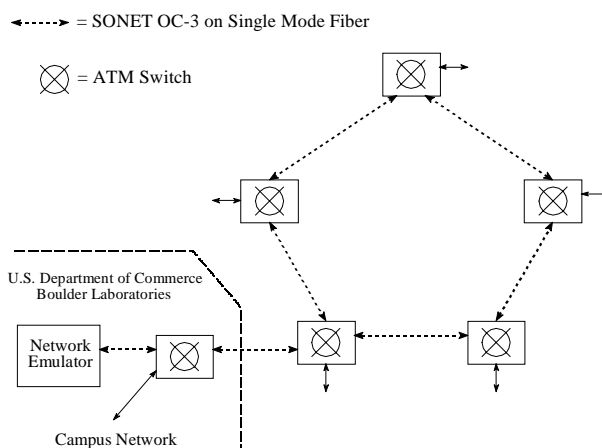 = SONET OC-3 on Single Mode Fiber
= ATM Switch
U.S. Department of Commerce
Boulder Laboratories
Network
Emulator
Campus Network